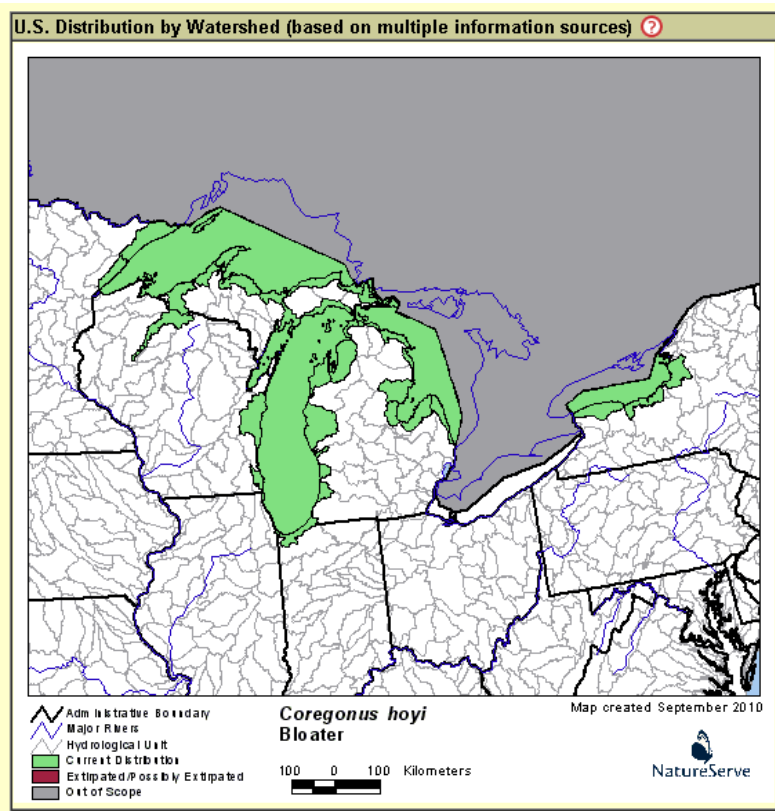 U.S. Distribution by Watershed (based on multiple information sources) ?
Administrative Boundary
Major Rivers
Hydrological Unit
Current Distribution
Extirpated/Possibly Extirpated
Out of Scope
Coregonus hoyi
Bloater
100 0 100 Kilometers
Map created September 2010
NatureServe